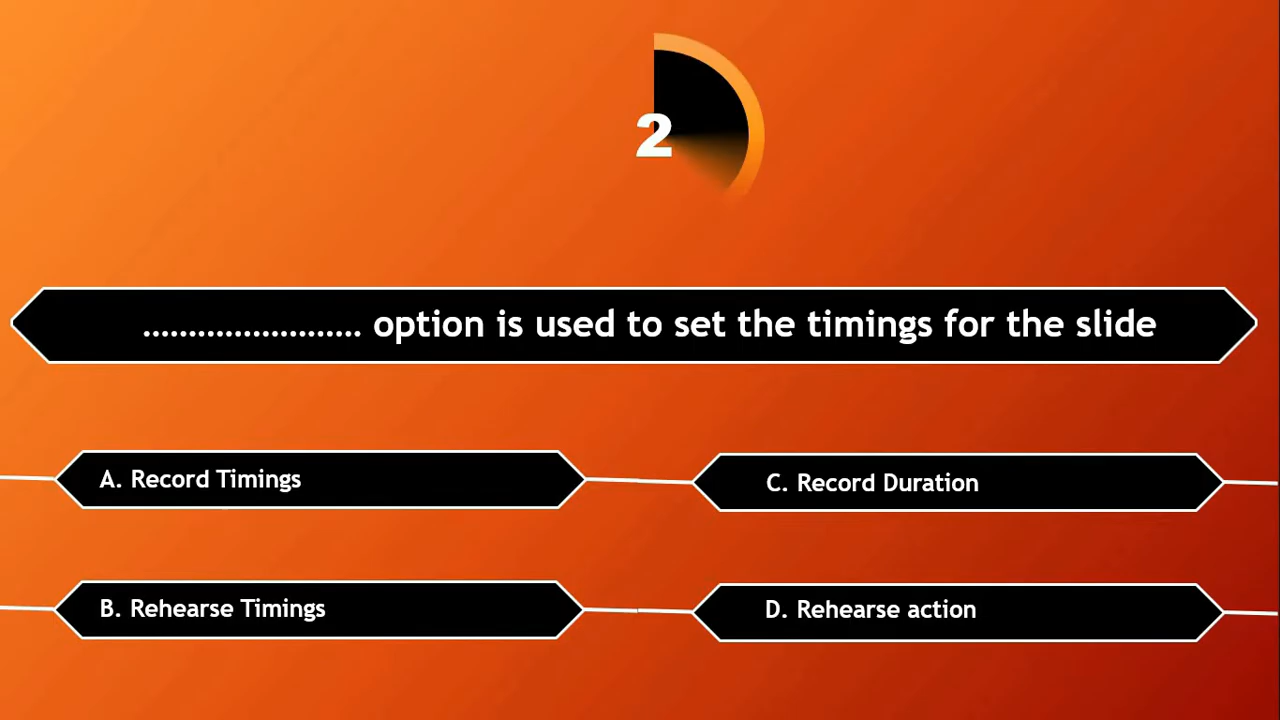 2
........................ option is used to set the timings for the slide
A. Record Timings
C. Record Duration
B. Rehearse Timings
D. Rehearse action